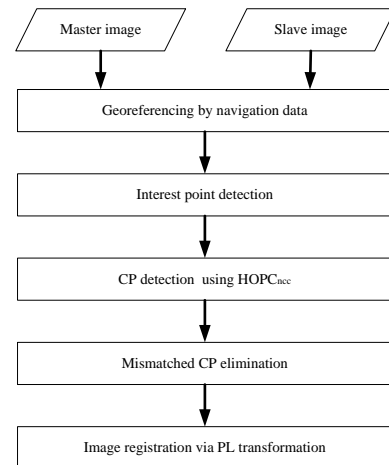 Master image
Slave image
Georeferencing by navigation data
Interest point detection
CP detection using HOPCncc
Mismatched CP elimination
Image registration via PL transformation